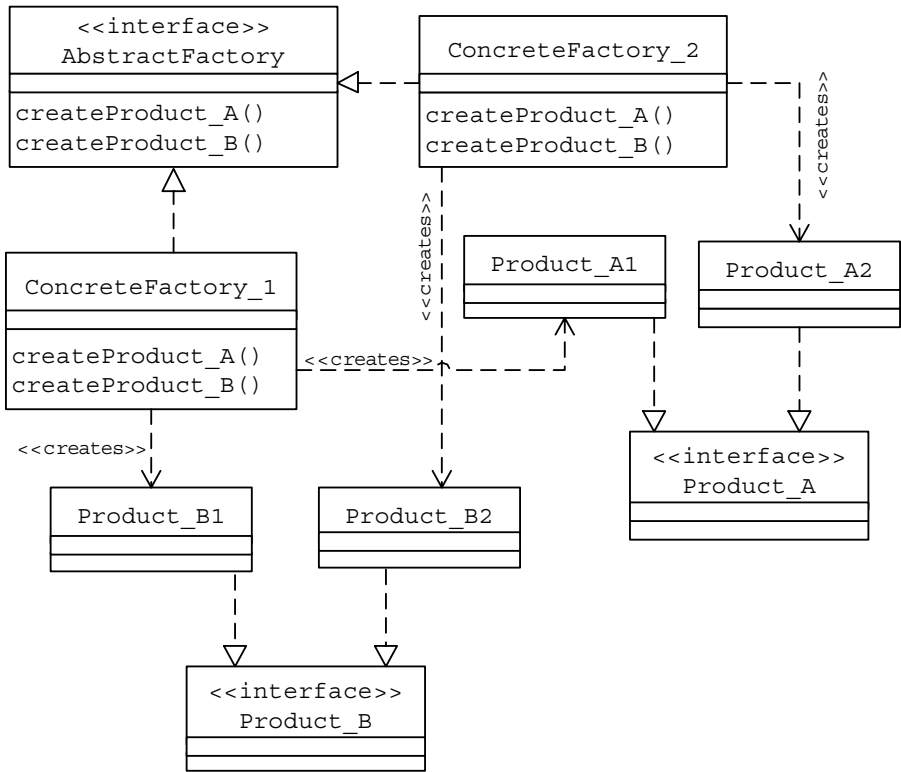 <<interface>>
AbstractFactory
createProduct_A()
createProduct_B()
ConcreteFactory_2
createProduct_A()
createProduct_B()
<<creates>>
<<creates>>
ConcreteFactory_1
createProduct_A()
createProduct_B()
<<creates>>
<<creates>>
Product_A1
Product_A2
<<interface>>
Product_A
Product_B1
Product_B2
<<interface>>
Product_B